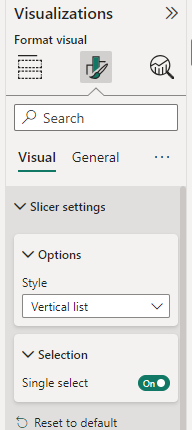 Visualizations
Format visual
Search
Visual General
Slicer settings
Options
Style
Vertical list
Selection
Single select On
Reset to default